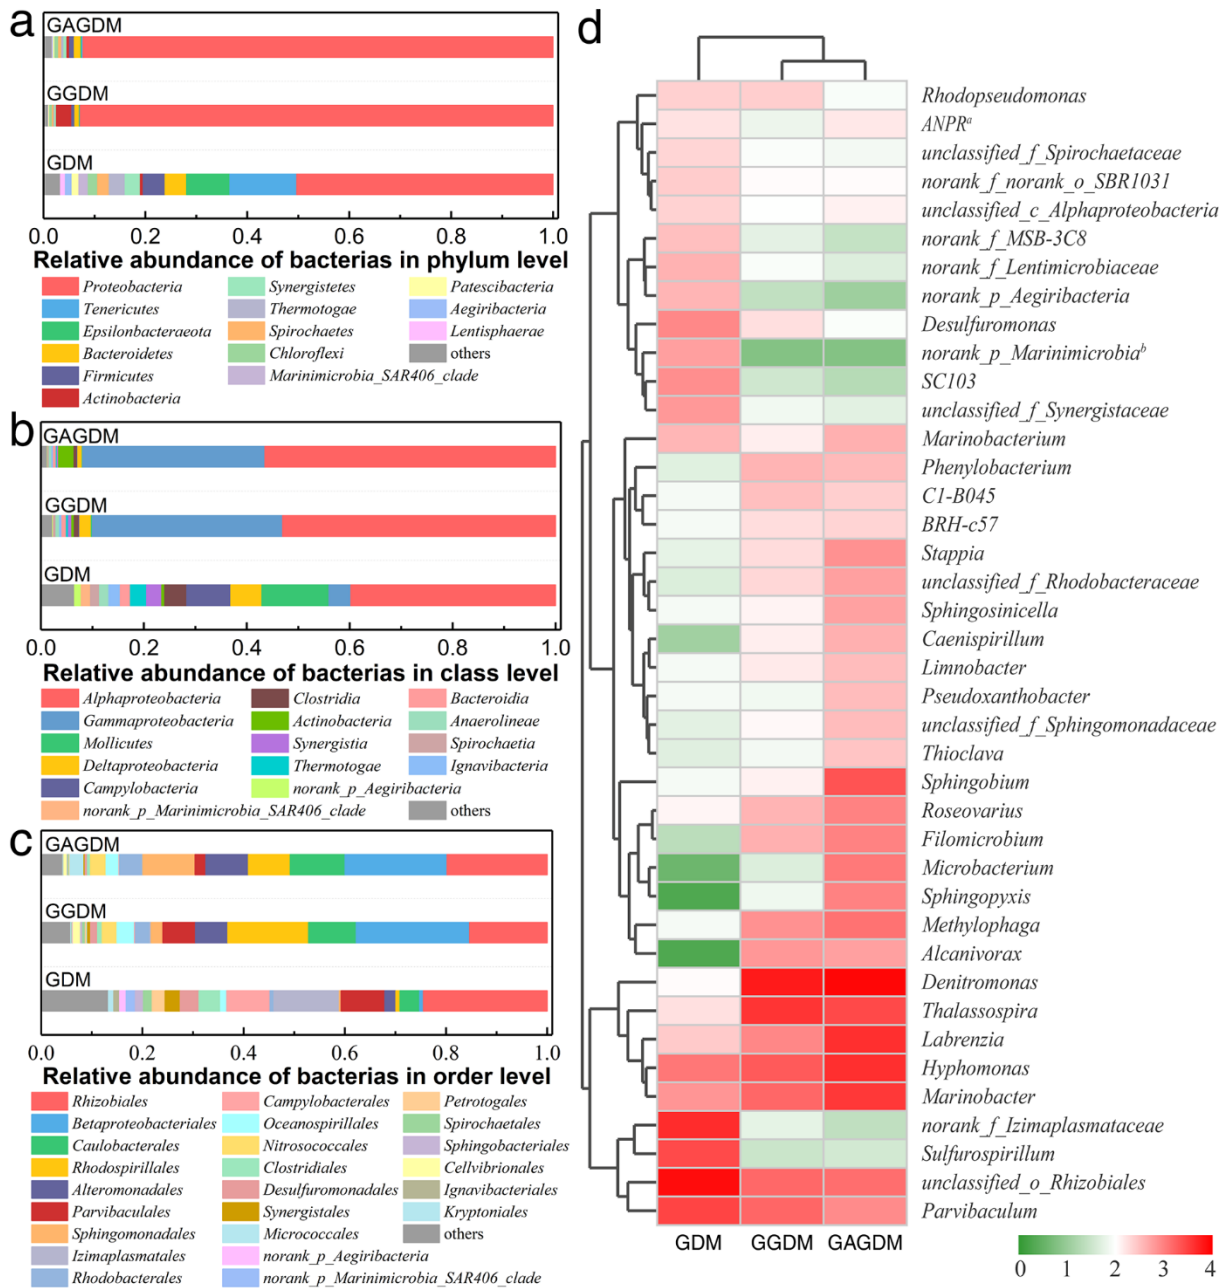 a
GAGDM
GGDM
GDM
0.0 0.2 0.4 0.6 0.8 1.0
Relative abundance of bacterias in phylum level
Proteobacteria Synergistetes Patescibacteria
Tenericutes Thermotogae Aegiribacteria
Epsilonbacteraeota Spirochaetes Lentisphaerae
Bacteroidetes Chloroflexi others
Firmicutes Marinimicrobia_SAR406_clade
Actinobacteria
b
GAGDM
GGDM
GDM
0.0 0.2 0.4 0.6 0.8 1.0
Relative abundance of bacterias in class level
Alphaproteobacteria Clostridia Bacteroidia
Gammaproteobacteria Actinobacteria Anaerolineae
Mollicutes Synergistia Spirochaetia
Deltaproteobacteria Thermotogae Ignavibacteria
Campylobacteria norank_p_Aegiribacteria
norank_p_Marinimicrobia_SAR406_clade others
c
GAGDM
GGDM
GDM
0.0 0.2 0.4 0.6 0.8 1.0
Relative abundance of bacterias in order level
Rhizobiales Campylobacterales Petrotogales
Betaproteobacteriales Oceanospirillales Spirochaetales
Caulobacterales Nitrosococcales Sphingobacteriales
Rhodospirillales Clostridiales Cellvibrionales
Alteromonadales Desulfuromonadales Ignavibacteriales
Parvibaculales Synergistales Kryptoniales
Sphingomonadales Micrococcales others
Izimaplasmatales norank_p_Aegiribacteria
Rhodobacterales norank_p_Marinimicrobia_SAR406_clade
d
Rhodopseudomonas
ANPRᵃ
unclassified_f_Spirochaetaceae
norank_f_norank_o_SBR1031
unclassified_c_Alphaproteobacteria
norank_f_MSB-3C8
norank_f_Lentimicrobiaceae
norank_p_Aegiribacteria
Desulfuromonas
norank_p_Marinimicrobiaᵇ
SC103
unclassified_f_Synergistaceae
Marinobacterium
Phenylobacterium
C1-B045
BRH-c57
Stappia
unclassified_f_Rhodobacteraceae
Sphingosinicella
Caenispirillum
Limnobacter
Pseudoxanthobacter
unclassified_f_Sphingomonadaceae
Thioclava
Sphingobium
Roseovarius
Filomicrobium
Microbacterium
Sphingopyxis
Methylophaga
Alcanivorax
Denitromonas
Thalassospira
Labrenzia
Hyphomonas
Marinobacter
norank_f_Izimaplasmataceae
Sulfurospirillum
unclassified_o_Rhizobiales
Parvibaculum
GDM GGDM GAGDM
0 1 2 3 4